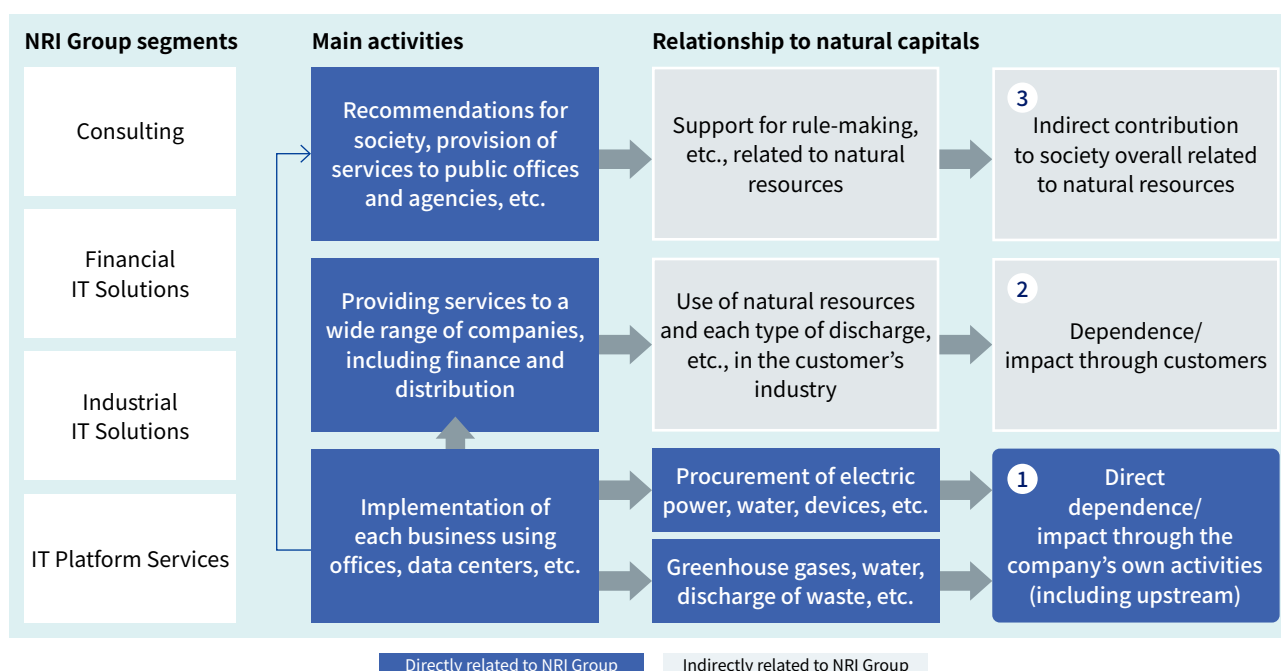 NRI Group segments
Main activities
Relationship to natural capitals
Consulting
Financial
IT Solutions
Industrial
IT Solutions
IT Platform Services
Recommendations for
society, provision of
services to public offices
and agencies, etc.
Support for rule-making,
etc., related to natural
resources
3
Indirect contribution
to society overall related
to natural resources
Providing services to a
wide range of companies,
including finance and
distribution
Use of natural resources
and each type of discharge,
etc., in the customer’s
industry
2
Dependence/
impact through customers
Implementation of
each business using
offices, data centers, etc.
Procurement of electric
power, water, devices, etc.
Greenhouse gases, water,
discharge of waste, etc.
1
Direct
dependence/
impact through the
company’s own activities
(including upstream)
Directly related to NRI Group
Indirectly related to NRI Group